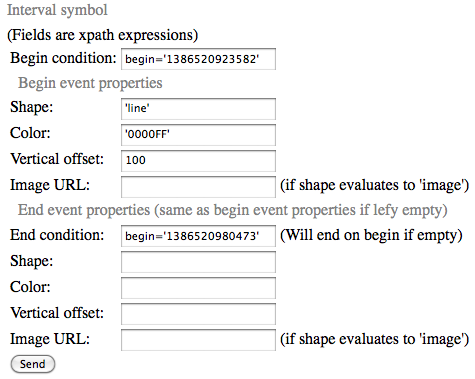 Interval symbol
(Fields are xpath expressions)
Begin condition: begin='1386520923582'
Begin event properties
Shape: 'line'
Color: '0000FF'
Vertical offset: 100
Image URL: (if shape evaluates to 'image')
End event properties (same as begin event properties if lefy empty)
End condition: begin='1386520980473' (Will end on begin if empty)
Shape:
Color:
Vertical offset:
Image URL: (if shape evaluates to 'image')
Send